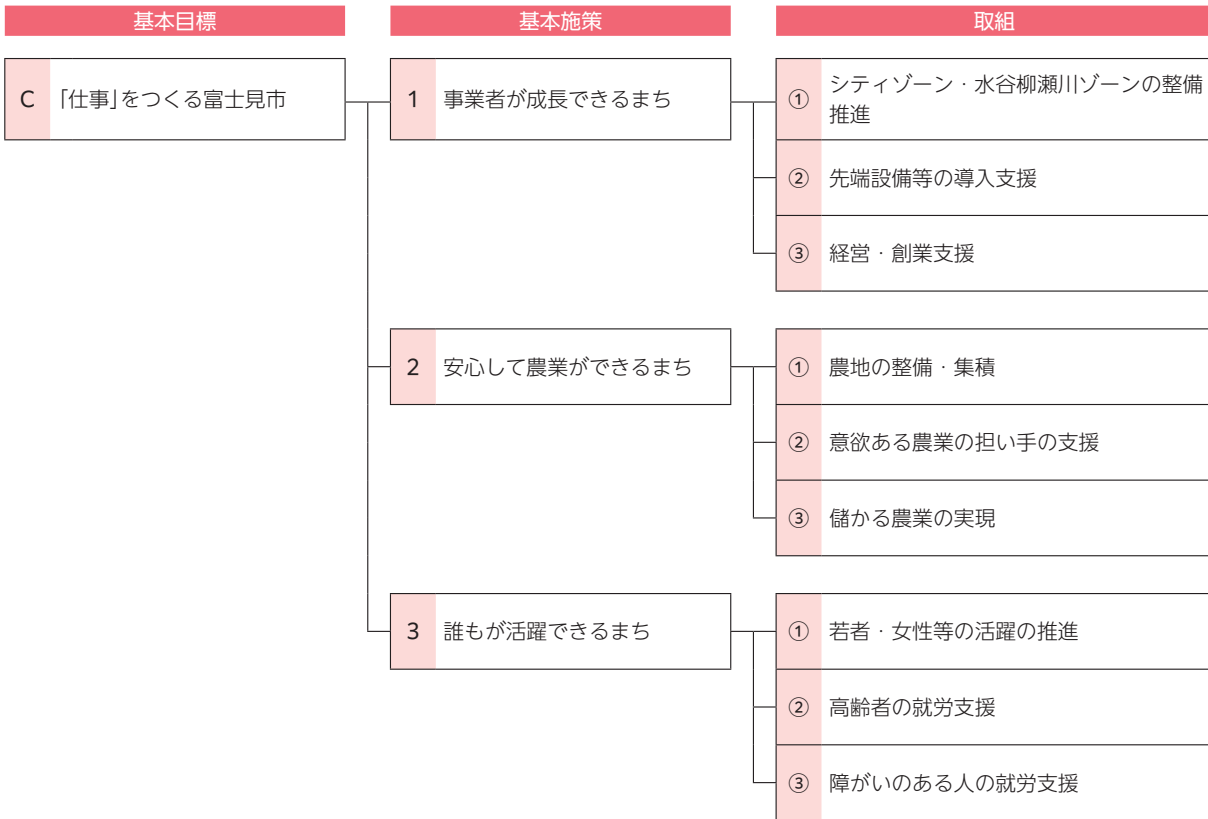 基本目標
基本施策
取組
C 「仕事」をつくる富士見市
1 事業者が成長できるまち
① シティゾーン・水谷柳瀬川ゾーンの整備
推進
② 先端設備等の導入支援
③ 経営・創業支援
2 安心して農業ができるまち
① 農地の整備・集積
② 意欲ある農業の担い手の支援
③ 儲かる農業の実現
3 誰もが活躍できるまち
① 若者・女性等の活躍の推進
② 高齢者の就労支援
③ 障がいのある人の就労支援